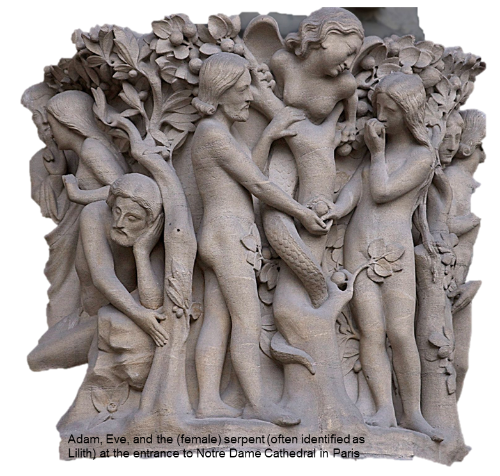 Adam, Eve, and the (female) serpent (often identified as
Lilith) at the entrance to Notre Dame Cathedral in Paris